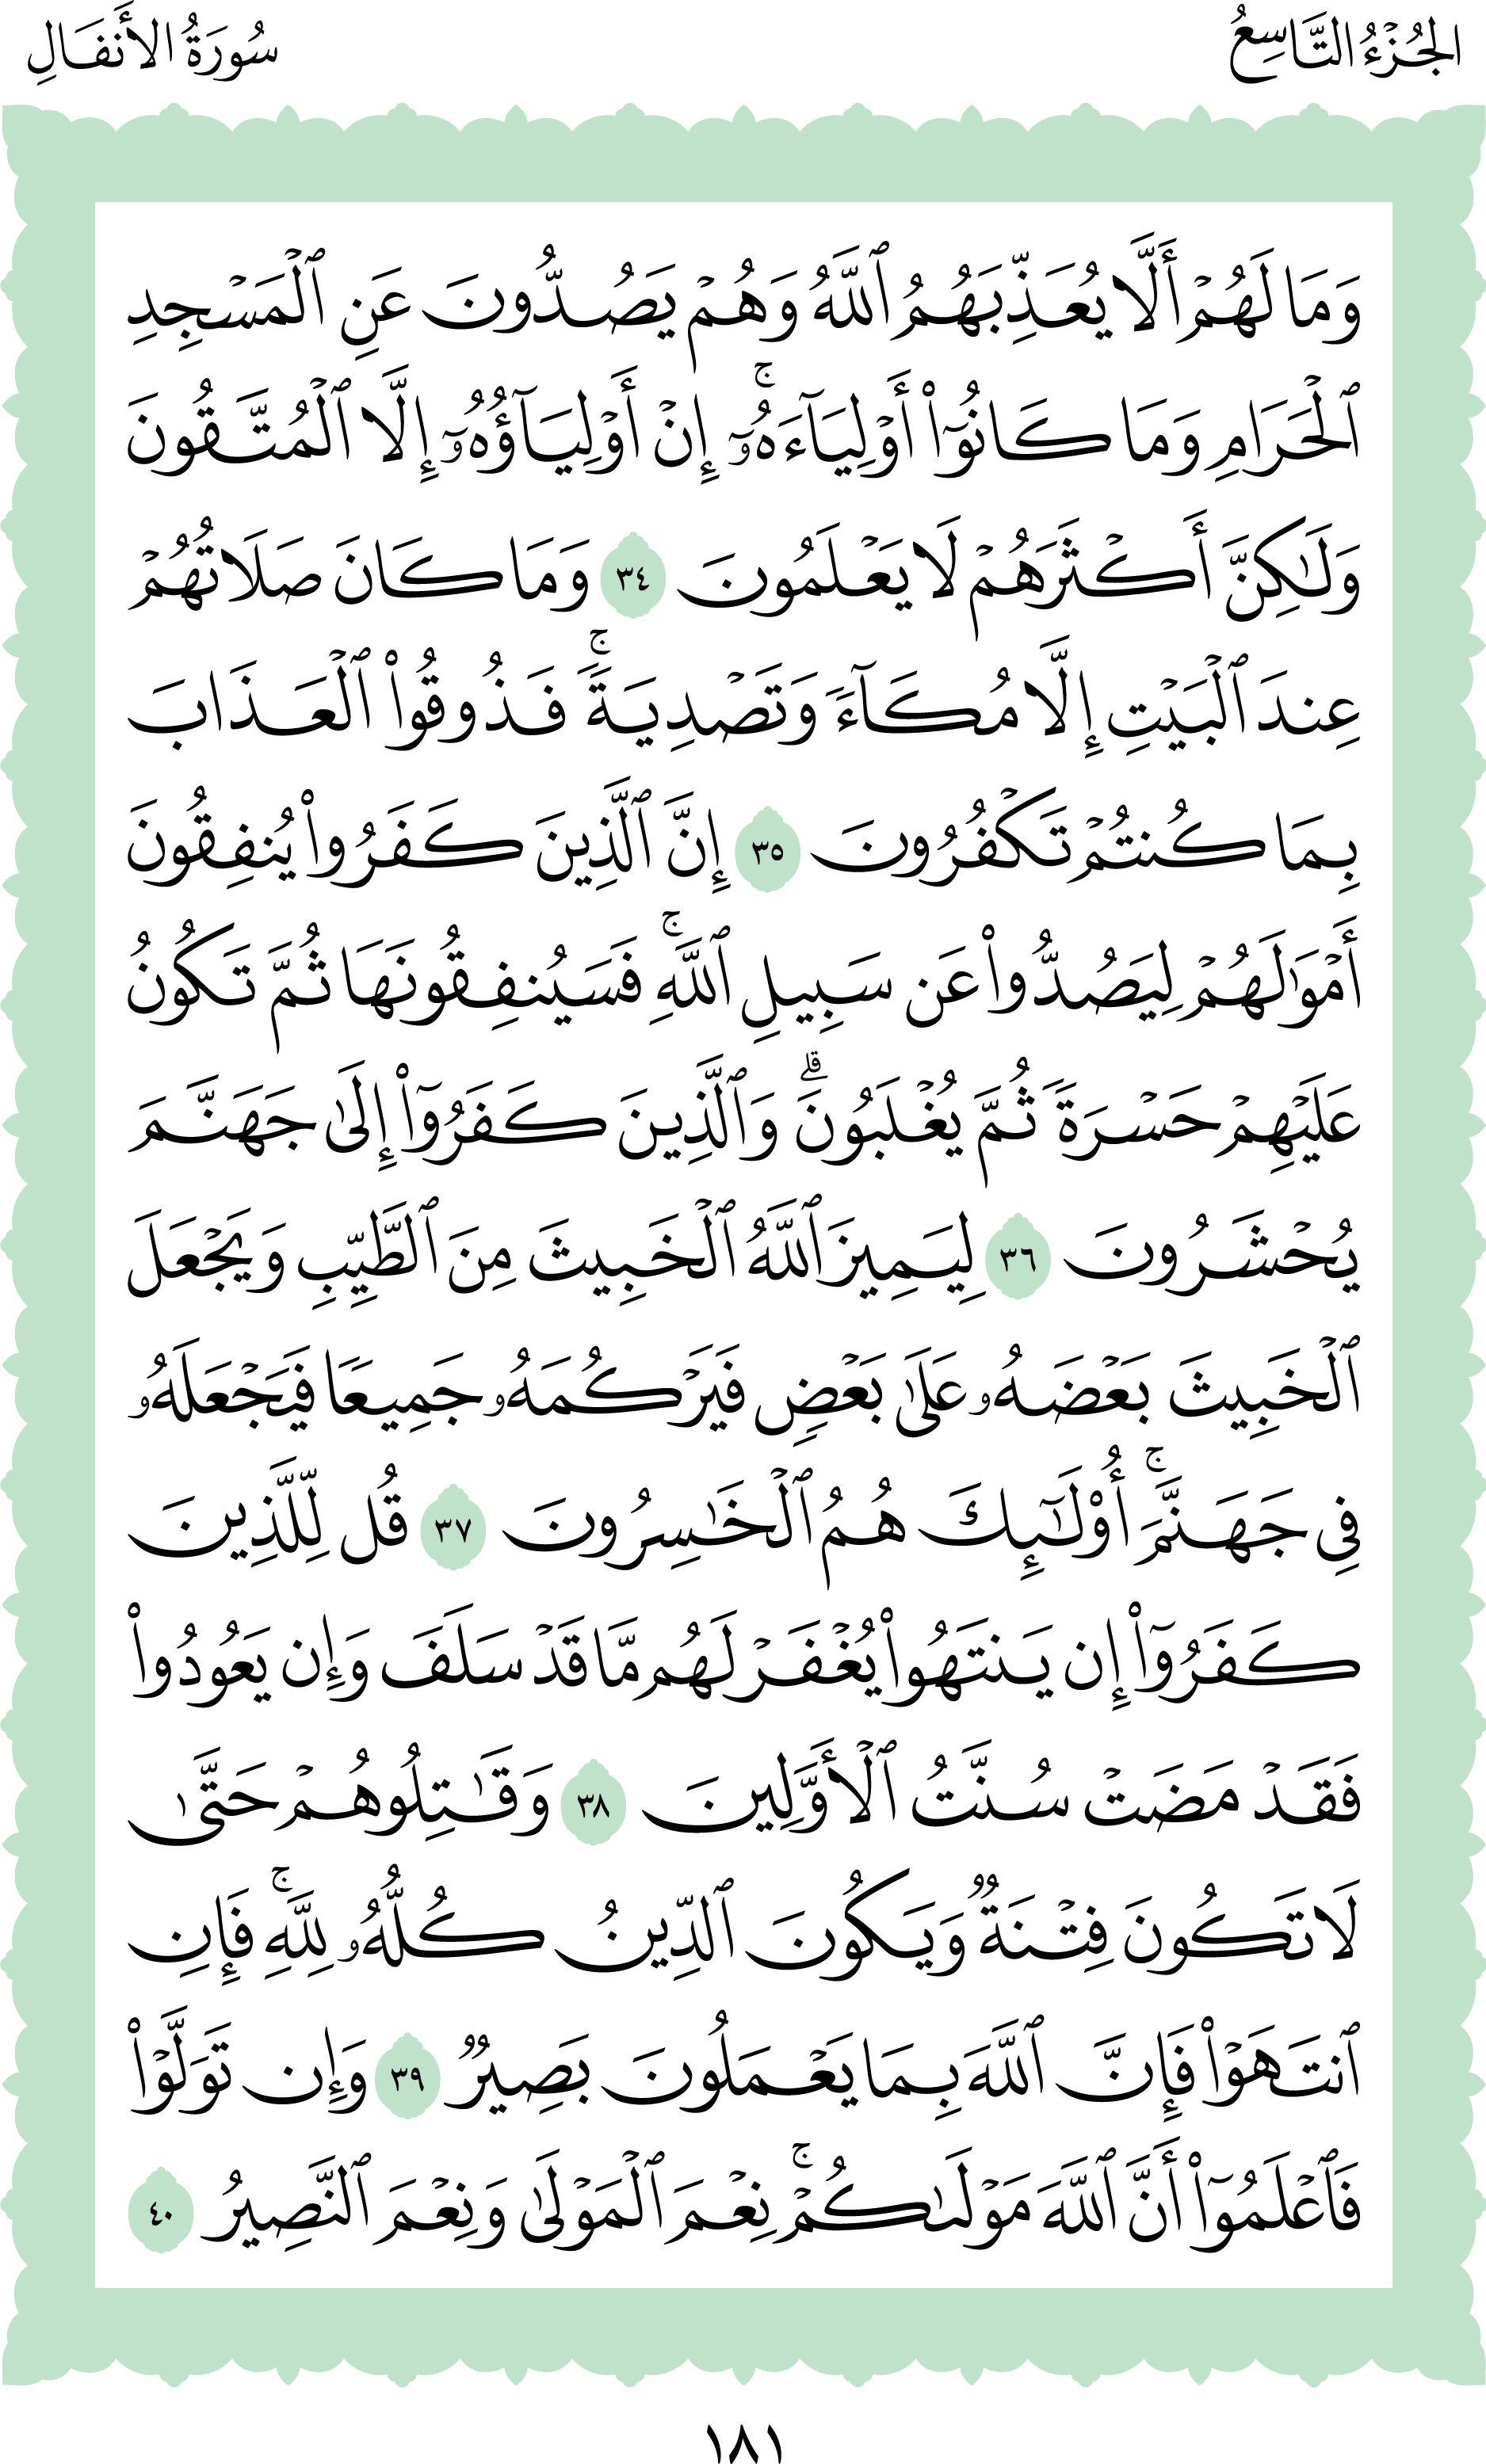 الجُزْءُ التَّاسِعُ
سُورَةُ الأَنفَالِ
وَمَا لَهُمۡ أَلَّا يُعَذِّبَهُمُ ٱللَّهُ وَهُمۡ يَصُدُّونَ عَنِ ٱلۡمَسۡجِدِ
ٱلۡحَرَامِ وَمَا كَانُوٓاْ أَوۡلِيَآءَهُۥٓۚ إِنۡ أَوۡلِيَآؤُهُۥٓ إِلَّا ٱلۡمُتَّقُونَ
وَلَٰكِنَّ أَكۡثَرَهُمۡ لَا يَعۡلَمُونَ ٣٤ وَمَا كَانَ صَلَاتُهُمۡ
عِندَ ٱلۡبَيۡتِ إِلَّا مُكَآءٗ وَتَصۡدِيَةٗۚ فَذُوقُواْ ٱلۡعَذَابَ
بِمَا كُنتُمۡ تَكۡفُرُونَ ٣٥ إِنَّ ٱلَّذِينَ كَفَرُواْ يُنفِقُونَ
أَمۡوَٰلَهُمۡ لِيَصُدُّواْ عَن سَبِيلِ ٱللَّهِۚ فَسَيُنفِقُونَهَا ثُمَّ تَكُونُ
عَلَيۡهِمۡ حَسۡرَةٗ ثُمَّ يُغۡلَبُونَۗ وَٱلَّذِينَ كَفَرُوٓاْ إِلَىٰ جَهَنَّمَ
يُحۡشَرُونَ ٣٦ لِيَمِيزَ ٱللَّهُ ٱلۡخَبِيثَ مِنَ ٱلطَّيِّبِ وَيَجۡعَلَ
ٱلۡخَبِيثَ بَعۡضَهُۥ عَلَىٰ بَعۡضٖ فَيَرۡكُمَهُۥ جَمِيعٗا فَيَجۡعَلَهُۥ
فِي جَهَنَّمَۚ أُوْلَٰٓئِكَ هُمُ ٱلۡخَٰسِرُونَ ٣٧ قُل لِّلَّذِينَ
كَفَرُوٓاْ إِن يَنتَهُواْ يُغۡفَرۡ لَهُم مَّا قَدۡ سَلَفَ وَإِن يَعُودُواْ
فَقَدۡ مَضَتۡ سُنَّتُ ٱلۡأَوَّلِينَ ٣٨ وَقَٰتِلُوهُمۡ حَتَّىٰ
لَا تَكُونَ فِتۡنَةٞ وَيَكُونَ ٱلدِّينُ كُلُّهُۥ لِلَّهِۚ فَإِنِ
ٱنتَهَوۡاْ فَإِنَّ ٱللَّهَ بِمَا يَعۡمَلُونَ بَصِيرٞ ٣٩ وَإِن تَوَلَّوۡاْ
فَٱعۡلَمُوٓاْ أَنَّ ٱللَّهَ مَوۡلَىٰكُمۡۚ نِعۡمَ ٱلۡمَوۡلَىٰ وَنِعۡمَ ٱلنَّصِيرُ ٤٠
١٨١